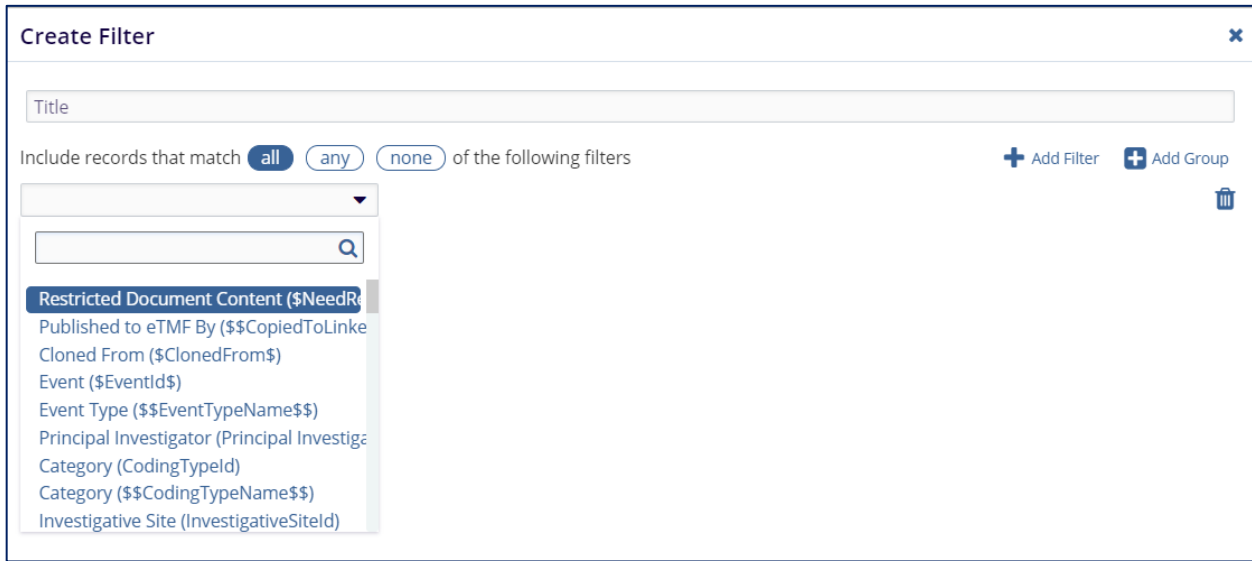 Create Filter
Title
Include records that match all any none of the following filters
Add Filter
Add Group
Restricted Document Content ($NeedRe
Published to eTMF By ($$CopiedToLinke
Cloned From ($ClonedFrom$)
Event ($EventId$)
Event Type ($$EventTypeName$$)
Principal Investigator (Principal Investiga
Category (CodingTypeId)
Category ($$CodingTypeName$$)
Investigative Site (InvestigativeSiteId)